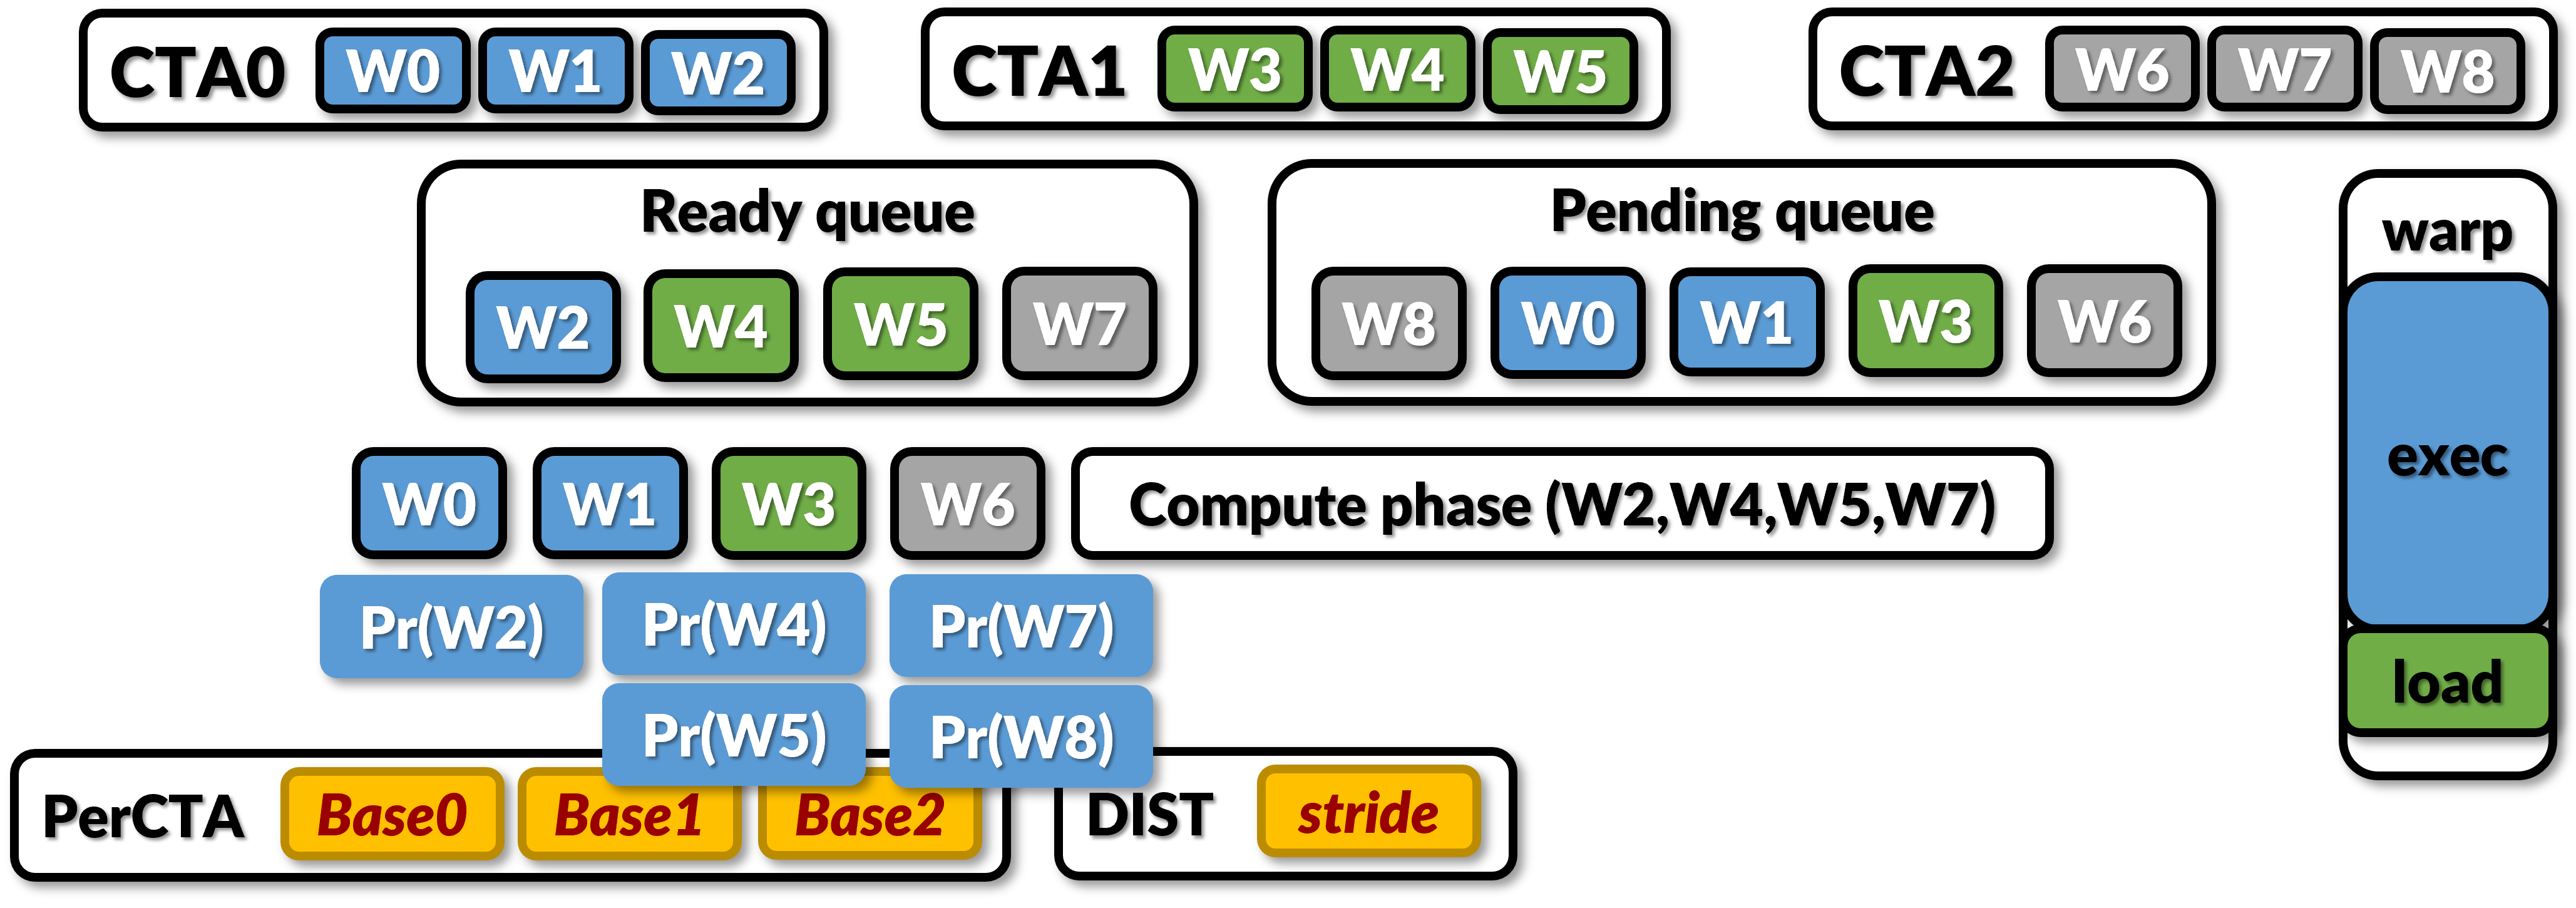 CTA0 W0 W1 W2
CTA1 W3 W4 W5
CTA2 W6 W7 W8
Ready queue
W2 W4 W5 W7
Pending queue
W8 W0 W1 W3 W6
warp
exec
load
W0 W1 W3 W6
Compute phase (W2,W4,W5,W7)
Pr(W2) Pr(W4) Pr(W7)
Pr(W5) Pr(W8)
PerCTA Base0 Base1 Base2
DIST stride